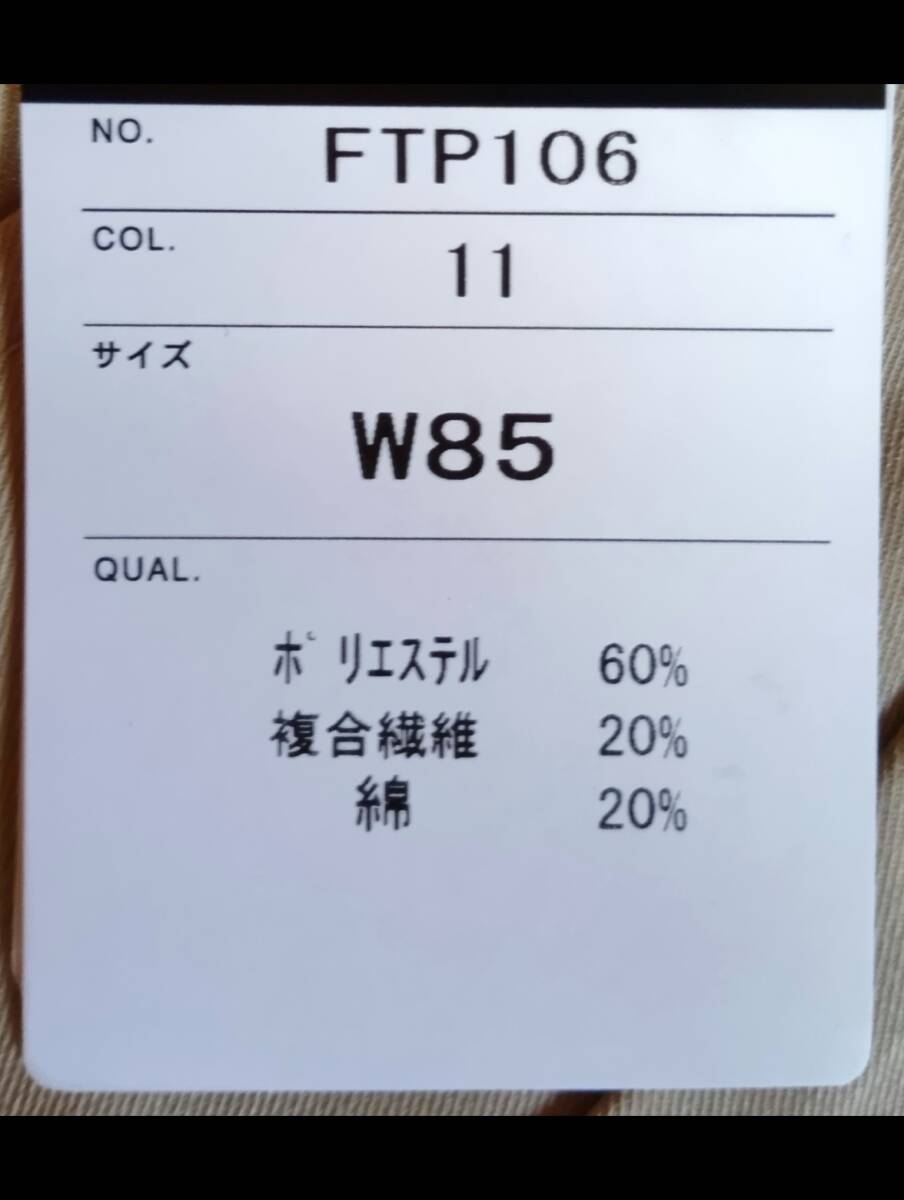 NO. FTP106
COL. 11
サイズ
W85
QUAL.
ポリエステル 60%
複合繊維 20%
綿 20%